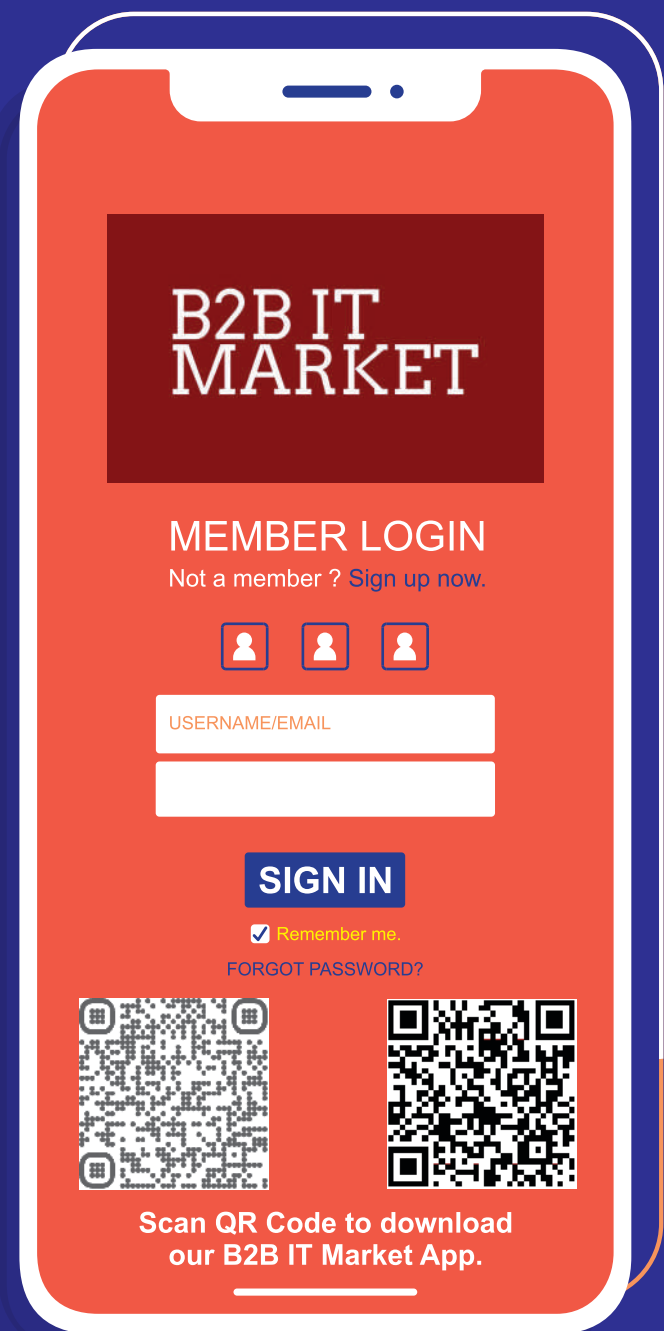 B2B IT
MARKET
MEMBER LOGIN
Not a member ? Sign up now.
USERNAME/EMAIL
SIGN IN
Remember me.
FORGOT PASSWORD?
Scan QR Code to download
our B2B IT Market App.